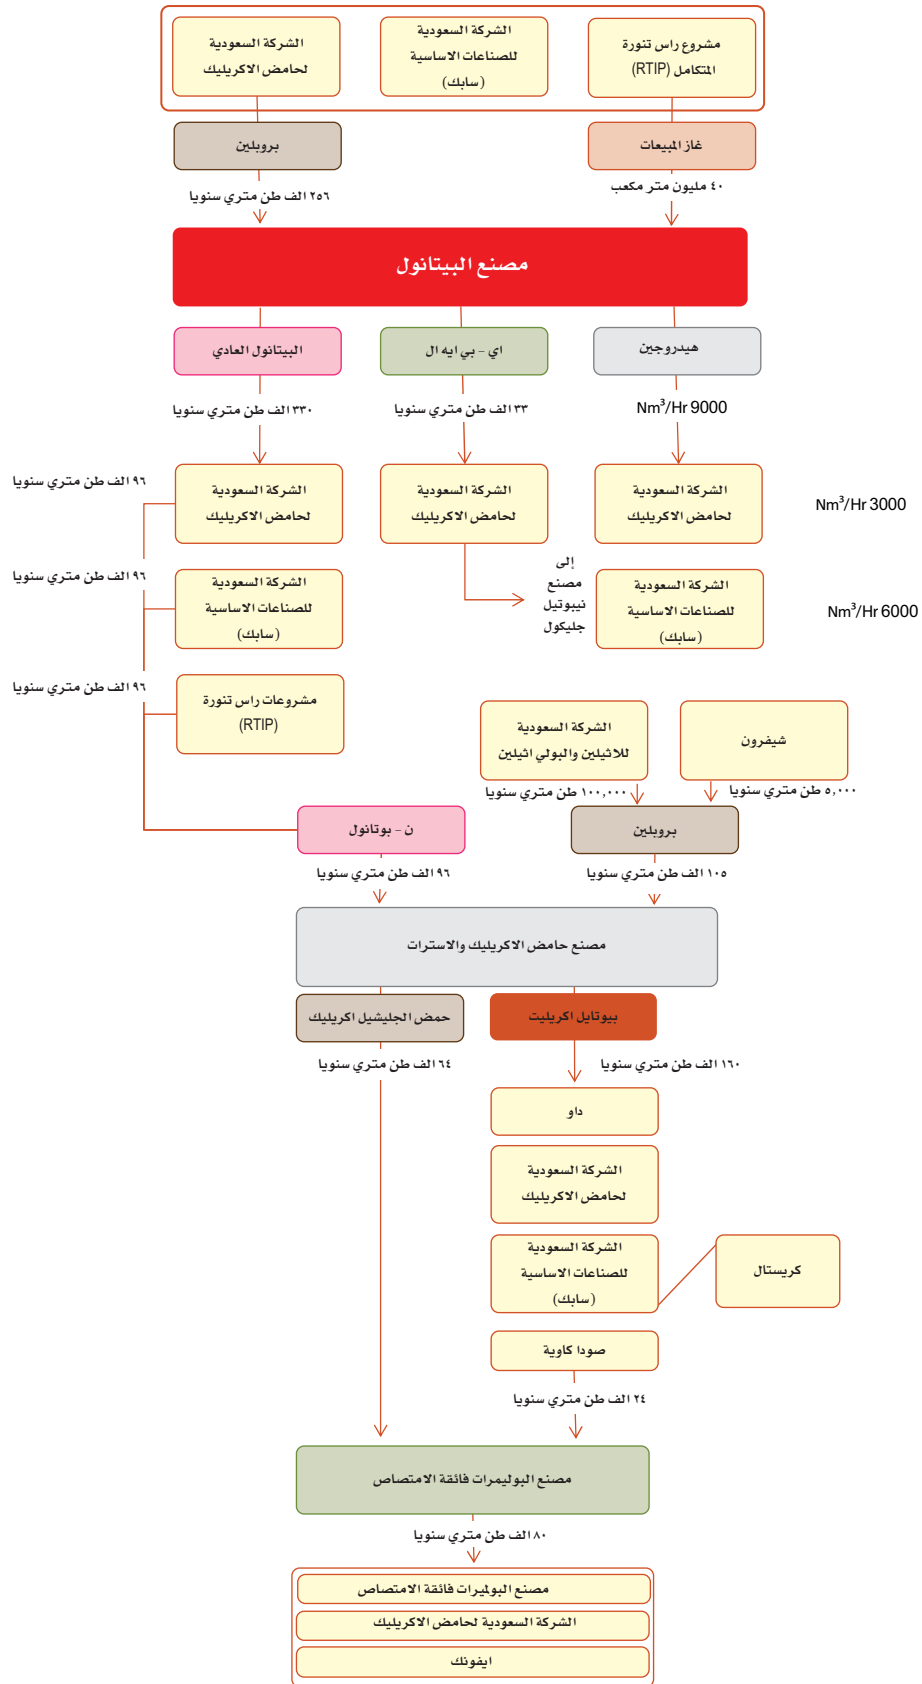 مشروع راس تنورة
المتكامل (RTIP)
الشركة السعودية
للصناعات الاساسية
(سابك)
الشركة السعودية
لحامض الاكريليك
غاز المبيعات
بروبلين
٤٠ مليون متر مكعب
٢٥٦ الف طن متري سنويا
مصنع البيتانول
هيدروجين
اي - بي ايه ال
البيتانول العادي
Nm³/Hr 9000
٣٣ الف طن متري سنويا
٣٣٠ الف طن متري سنويا
Nm³/Hr 3000
الشركة السعودية
لحامض الاكريليك
الشركة السعودية
لحامض الاكريليك
الشركة السعودية
لحامض الاكريليك
٩٦ الف طن متري سنويا
Nm³/Hr 6000
الشركة السعودية
للصناعات الاساسية
(سابك)
إلى
مصنع
نيبوتيل
جليكول
الشركة السعودية
للصناعات الاساسية
(سابك)
٩٦ الف طن متري سنويا
مشروعات راس تنورة
(RTIP)
٩٦ الف طن متري سنويا
شيفرون
الشركة السعودية
للاثيلين والبولي اثيلين
٥,٠٠٠ طن متري سنويا
١٠٠,٠٠٠ طن متري سنويا
بروبلين
ن - بوتانول
١٠٥ الف طن متري سنويا
٩٦ الف طن متري سنويا
مصنع حامض الاكريليك والاسترات
بيوتايل اكريليت
حمض الجليشيل اكريليك
١٦٠ الف طن متري سنويا
٦٤ الف طن متري سنويا
داو
الشركة السعودية
لحامض الاكريليك
الشركة السعودية
للصناعات الاساسية
(سابك)
كريستال
صودا كاوية
٢٤ الف طن متري سنويا
مصنع البوليمرات فائقة الامتصاص
٨٠ الف طن متري سنويا
مصنع البوليمرات فائقة الامتصاص
الشركة السعودية لحامض الاكريليك
ايفونك